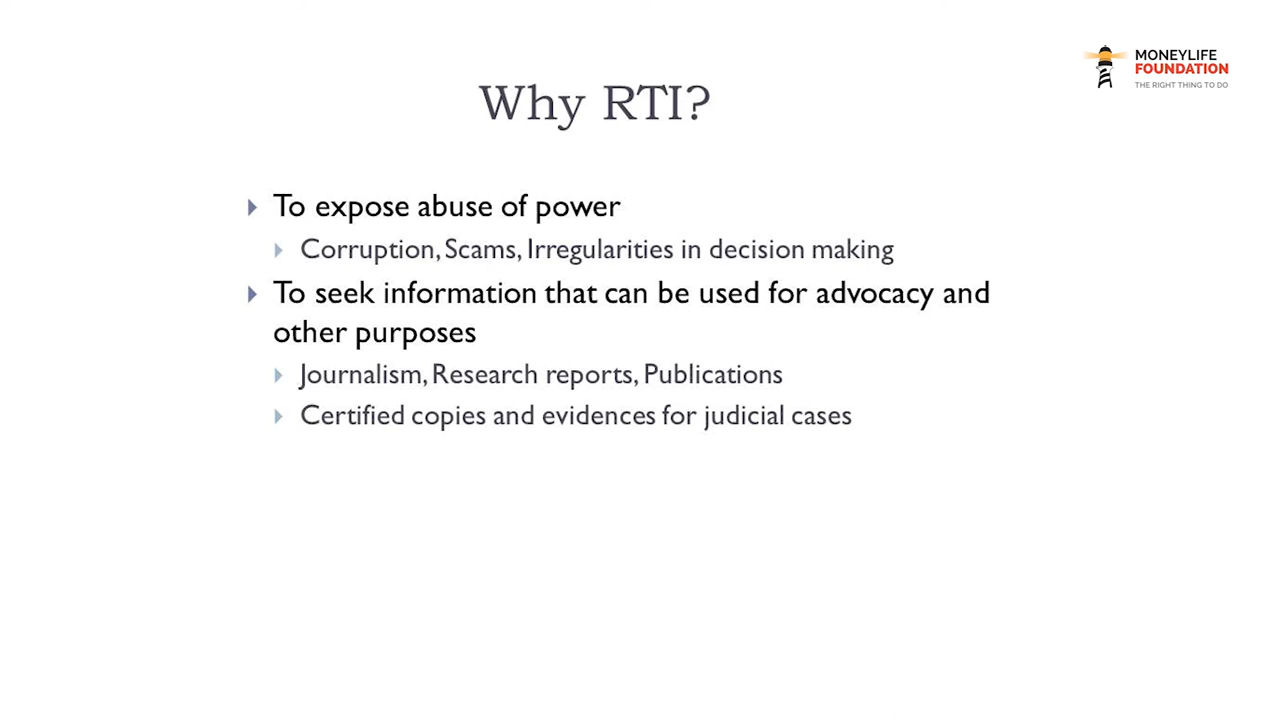 MONEYLIFE
FOUNDATION
THE RIGHT THING TO DO
Why RTI?
To expose abuse of power
Corruption, Scams, Irregularities in decision making
To seek information that can be used for advocacy and
other purposes
Journalism, Research reports, Publications
Certified copies and evidences for judicial cases